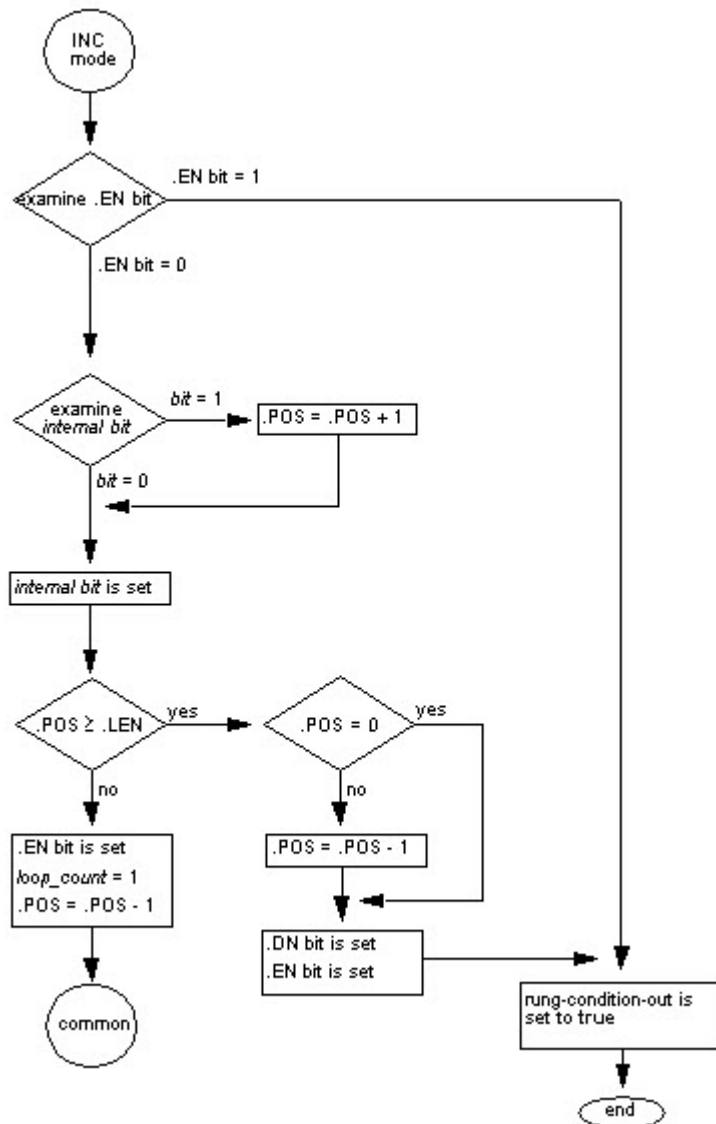 INC
mode
.EN bit = 1
examine .EN bit
.EN bit = 0
examine
internal bit
bit = 1
.POS = .POS + 1
bit = 0
internal bit is set
.POS ≥ .LEN
yes
.POS = 0
yes
no
no
.EN bit is set
loop_count = 1
.POS = .POS - 1
.POS = .POS - 1
.DN bit is set
.EN bit is set
common
rung-condition-out is
set to true
end